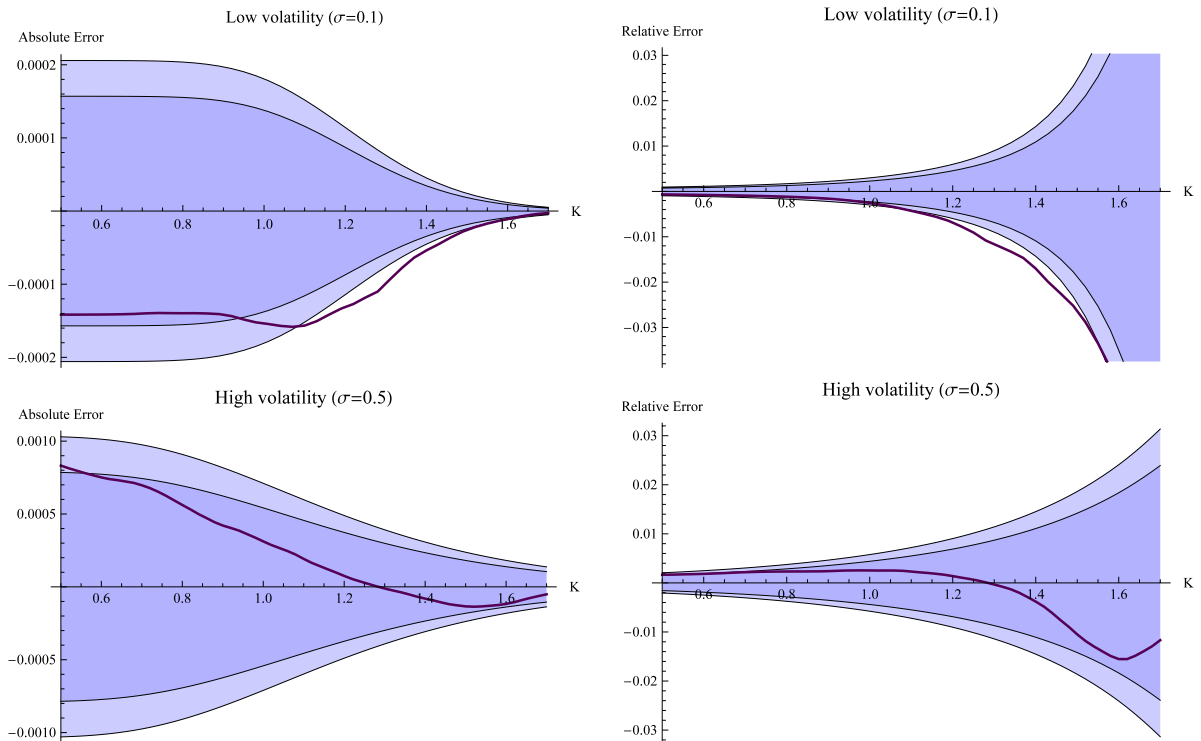 Low volatility (σ=0.1)
Absolute Error
0.0002
0.0001
−0.0001
−0.0002
0.6 0.8 1.0 1.2 1.4 1.6 K
Low volatility (σ=0.1)
Relative Error
0.03
0.02
0.01
−0.01
−0.02
−0.03
0.6 0.8 1.0 1.2 1.4 1.6 K
High volatility (σ=0.5)
Absolute Error
0.0010
0.0005
−0.0005
−0.0010
0.6 0.8 1.0 1.2 1.4 1.6 K
High volatility (σ=0.5)
Relative Error
0.03
0.02
0.01
−0.01
−0.02
−0.03
0.6 0.8 1.0 1.2 1.4 1.6 K